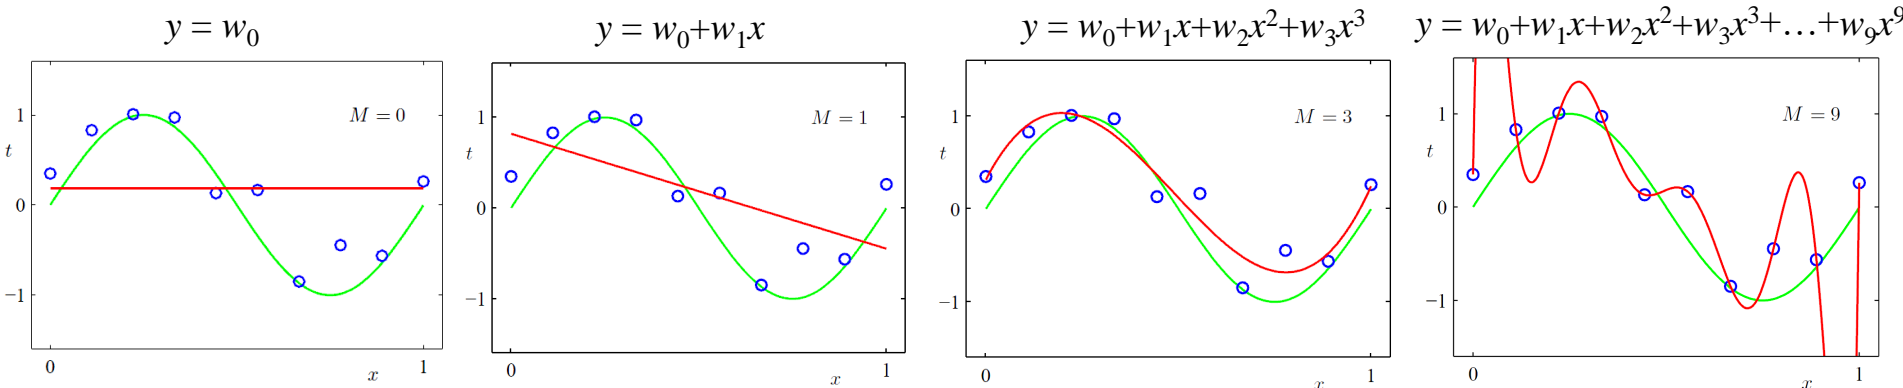 y = w₀
1
M = 0
t
0
−1
0
x
1
y = w₀+w₁x
1
M = 1
t
0
−1
0
x
1
y = w₀+w₁x+w₂x²+w₃x³
1
M = 3
t
0
−1
0
x
1
y = w₀+w₁x+w₂x²+w₃x³+…+w₉x⁹
1
M = 9
t
0
−1
0
x
1